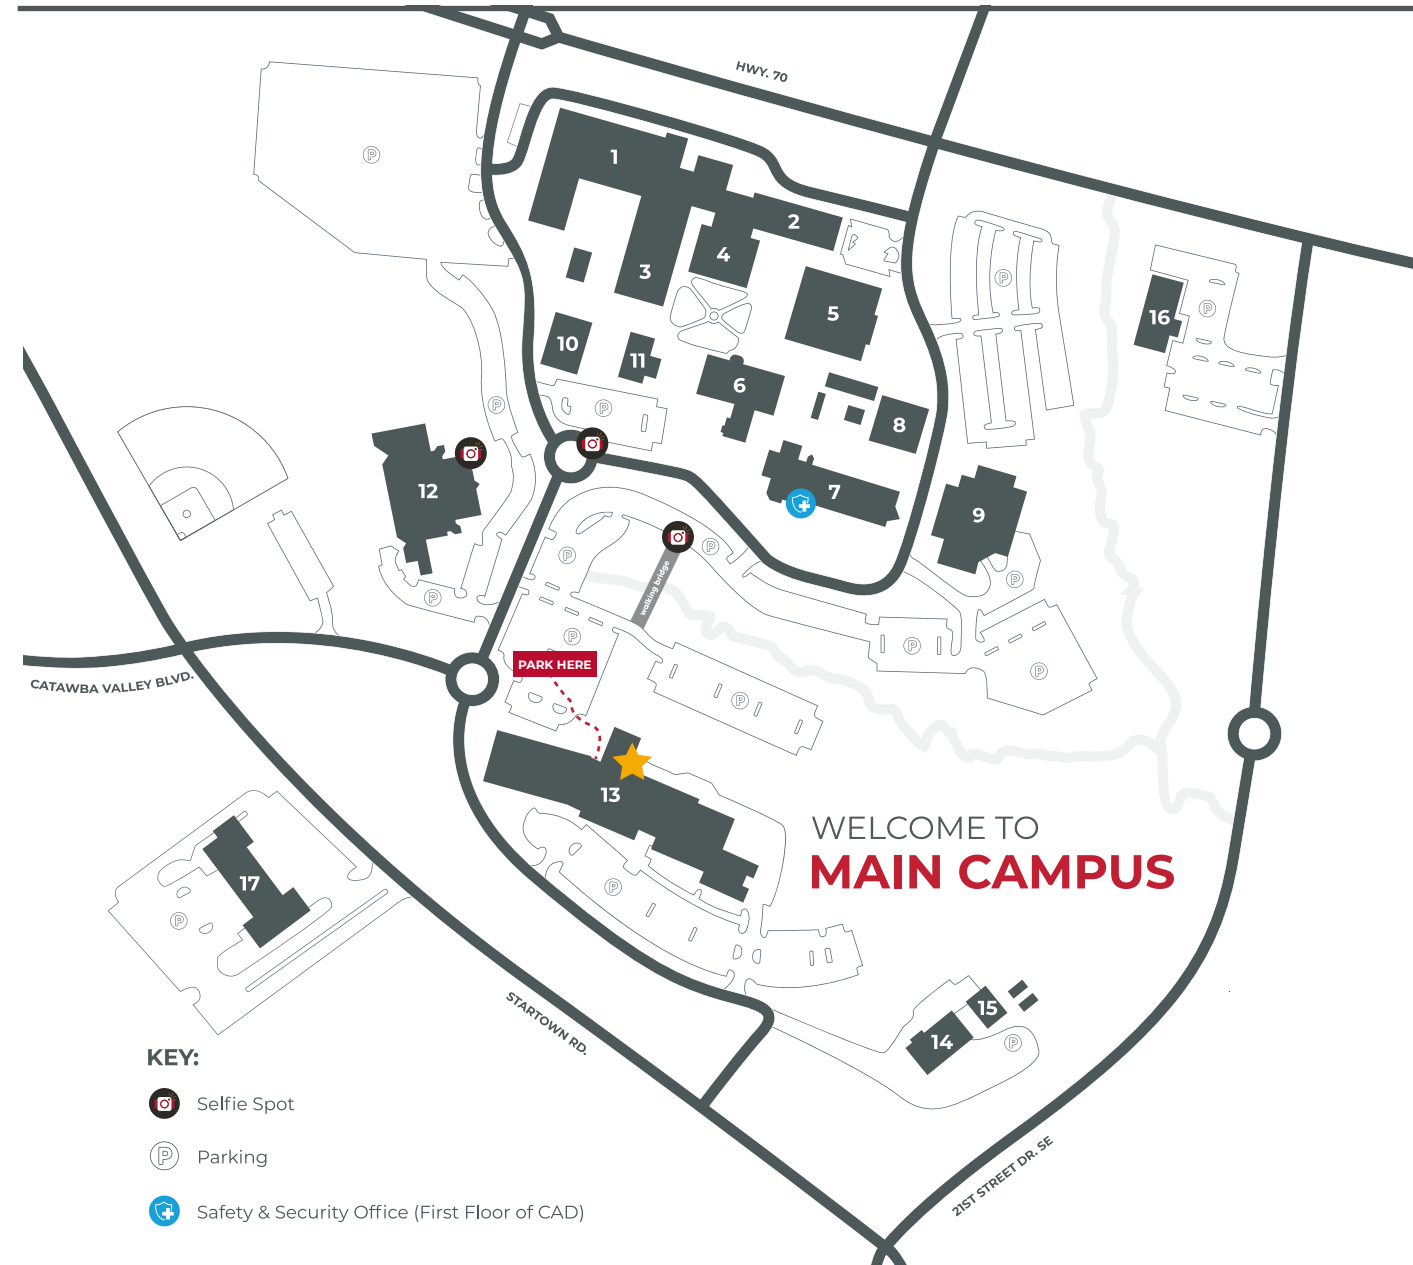 HWY. 70
P
1
2
3
4
5
P
16
P
10
11
6
P
P
8
12
7
9
P
P
walking bridge
P
P
P
P
PARK HERE
P
P
CATAWBA VALLEY BLVD.
P
13
WELCOME TO
MAIN CAMPUS
17
P
P
STARTOWN RD.
15
14
P
21ST STREET DR. SE
KEY:
Selfie Spot
P Parking
Safety & Security Office (First Floor of CAD)